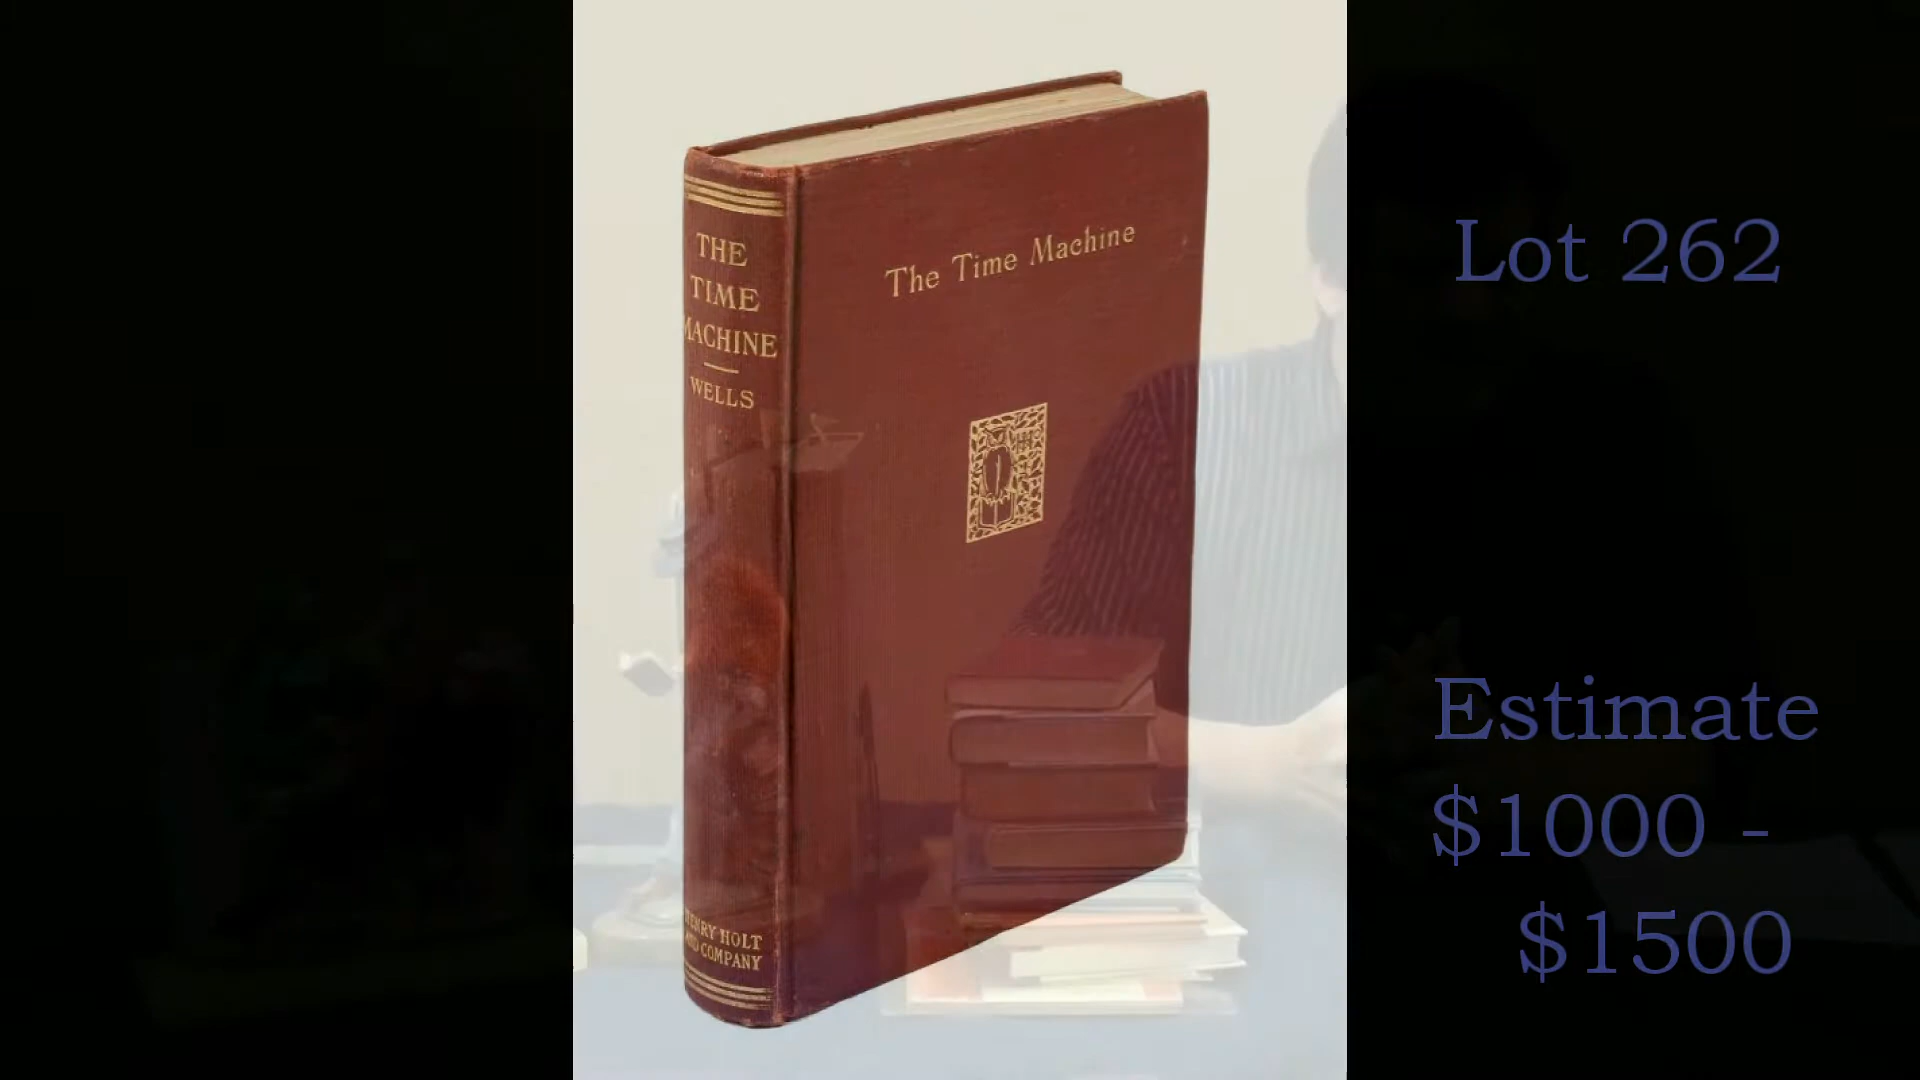 THE
TIME
MACHINE
WELLS
HENRY HOLT
AND COMPANY
The Time Machine
Lot 262
Estimate
$1000 -
$1500